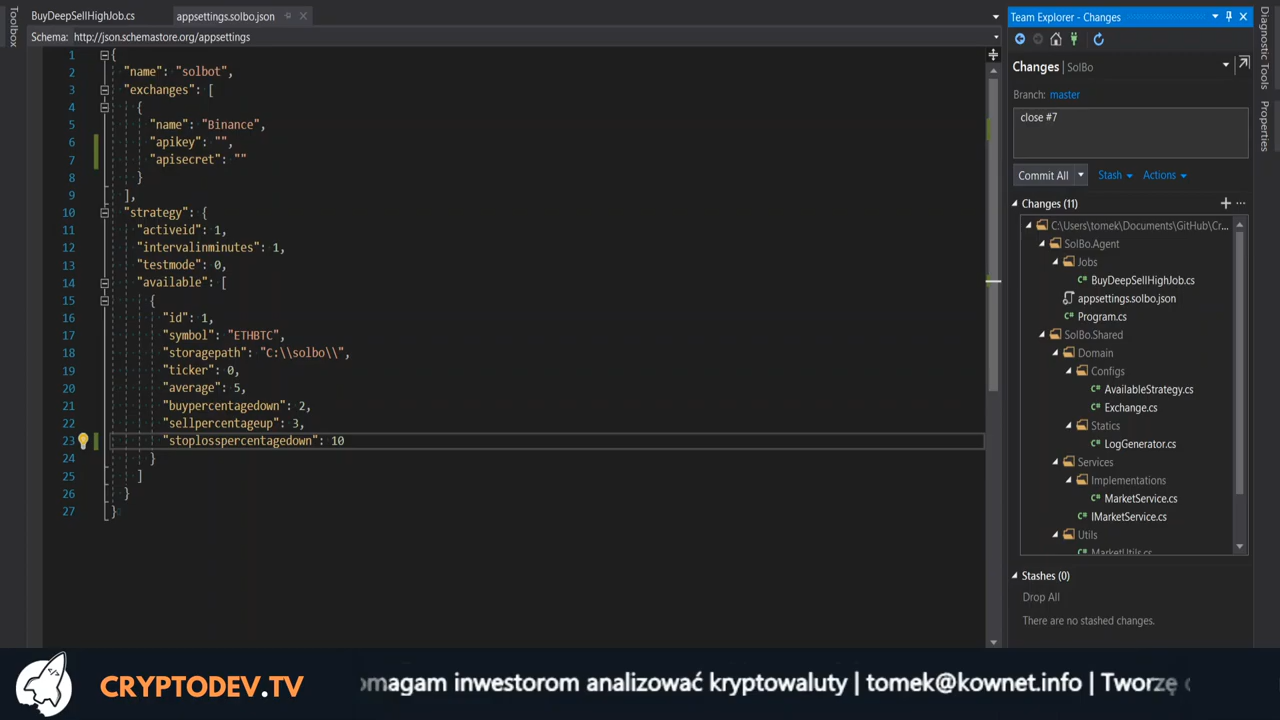 BuyDeepSellHighJob.cs
appsettings.solbo.json
Toolbox
Schema: http://json.schemastore.org/appsettings
1 {
2 "name": "solbot",
3 "exchanges": [
4 {
5 "name": "Binance",
6 "apikey": "",
7 "apisecret": ""
8 }
9 ],
10 "strategy": {
11 "activeid": 1,
12 "intervalinminutes": 1,
13 "testmode": 0,
14 "available": [
15 {
16 "id": 1,
17 "symbol": "ETHBTC",
18 "storagepath": "C:\\solbo\\",
19 "ticker": 0,
20 "average": 5,
21 "buypercentagedown": 2,
22 "sellpercentageup": 3,
23 "stoplosspercentagedown": 10
24 }
25 ]
26 }
27 }
Team Explorer - Changes
Changes | SolBo
Branch: master
close #7
Commit All
Stash
Actions
Changes (11)
C:\Users\tomek\Documents\GitHub\Cr...
SolBo.Agent
Jobs
BuyDeepSellHighJob.cs
appsettings.solbo.json
Program.cs
SolBo.Shared
Domain
Configs
AvailableStrategy.cs
Exchange.cs
Statics
LogGenerator.cs
Services
Implementations
MarketService.cs
IMarketService.cs
Utils
MarketUtils.cs
Stashes (0)
Drop All
There are no stashed changes.
Diagnostic Tools
Properties
CRYPTODEV.TV
omagam inwestorom analizować kryptowaluty | tomek@kownet.info | Tworzę